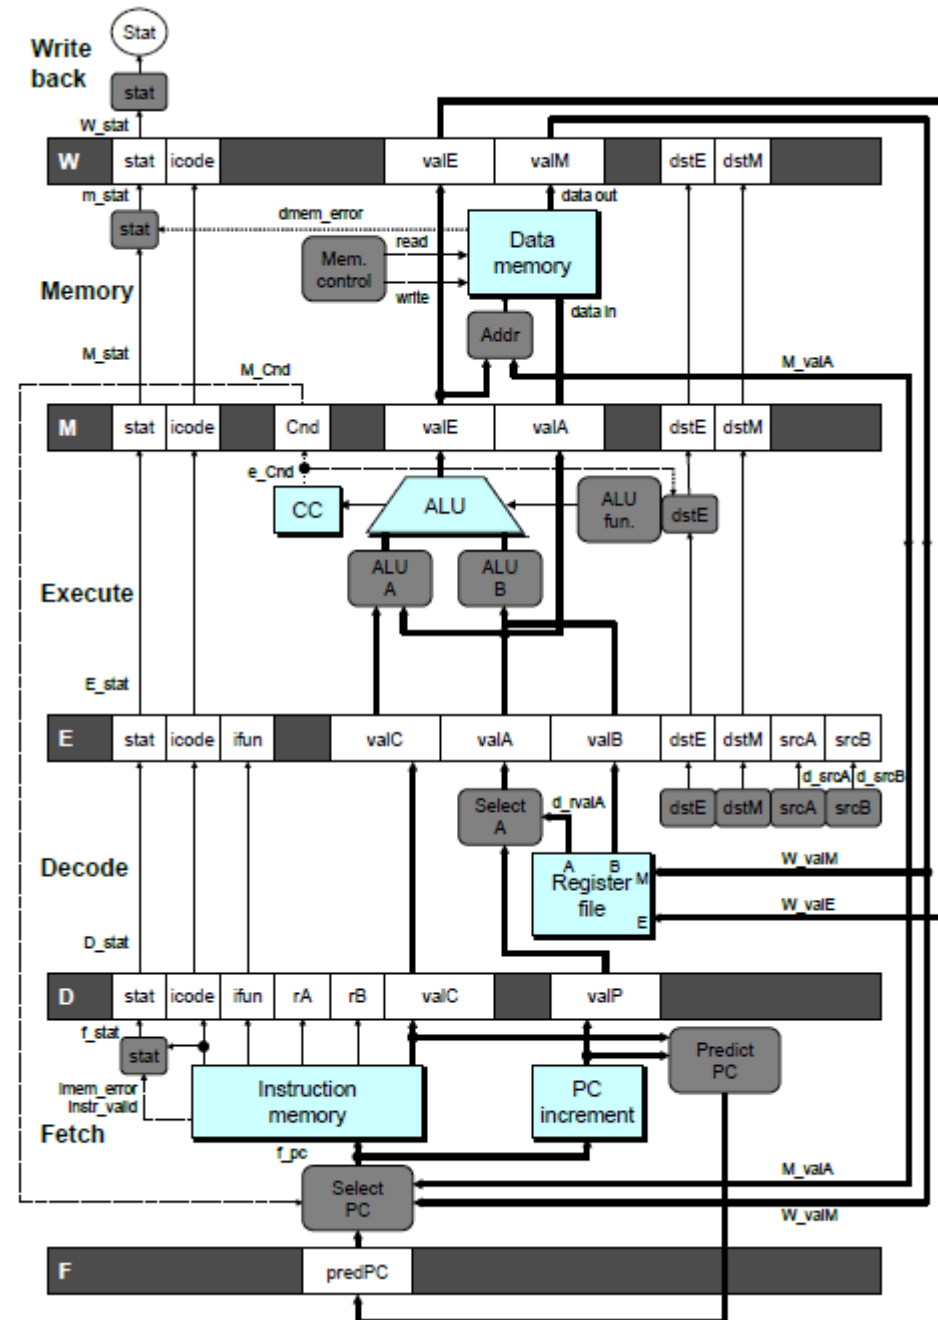 Stat
Write
back
stat
W_stat
W stat icode valE valM dstE dstM
m_stat
data out
dmem_error
stat
read
Data
memory
Mem.
control
Memory
write
data in
Addr
M_stat
M_Cnd
M_valA
M stat icode Cnd valE valA dstE dstM
e_Cnd
CC
ALU
ALU
fun.
dstE
ALU
A
ALU
B
Execute
E_stat
E stat icode ifun valC valA valB dstE dstM srcA srcB
d_srcA d_srcB
Select
A
d_rvalA
dstE dstM srcA srcB
A B
M
Register
file
E
W_valM
Decode
W_valE
D_stat
D stat icode ifun rA rB valC valP
f_stat
stat
Predict
PC
Imem_error
Instr_valid
Instruction
memory
PC
increment
Fetch
f_pc
M_valA
Select
PC
W_valM
F predPC